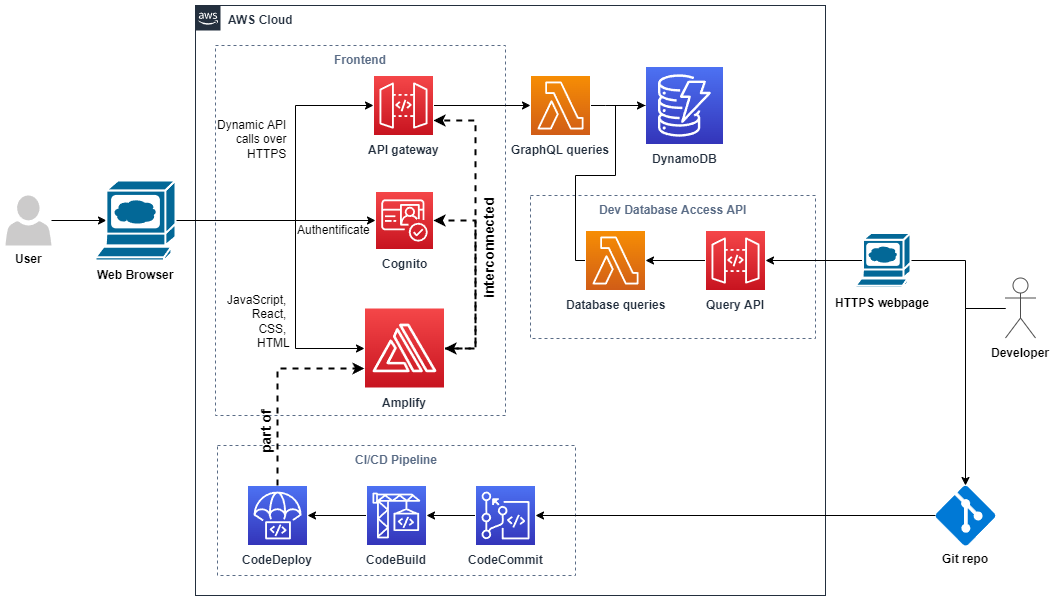 aws
AWS Cloud
Frontend
Dynamic API
calls over
HTTPS
API gateway
GraphQL queries
DynamoDB
Authentificate
Cognito
interconnected
Dev Database Access API
Database queries
Query API
User
Web Browser
HTTPS webpage
Developer
JavaScript,
React,
CSS,
HTML
Amplify
part of
CI/CD Pipeline
CodeDeploy
CodeBuild
CodeCommit
Git repo